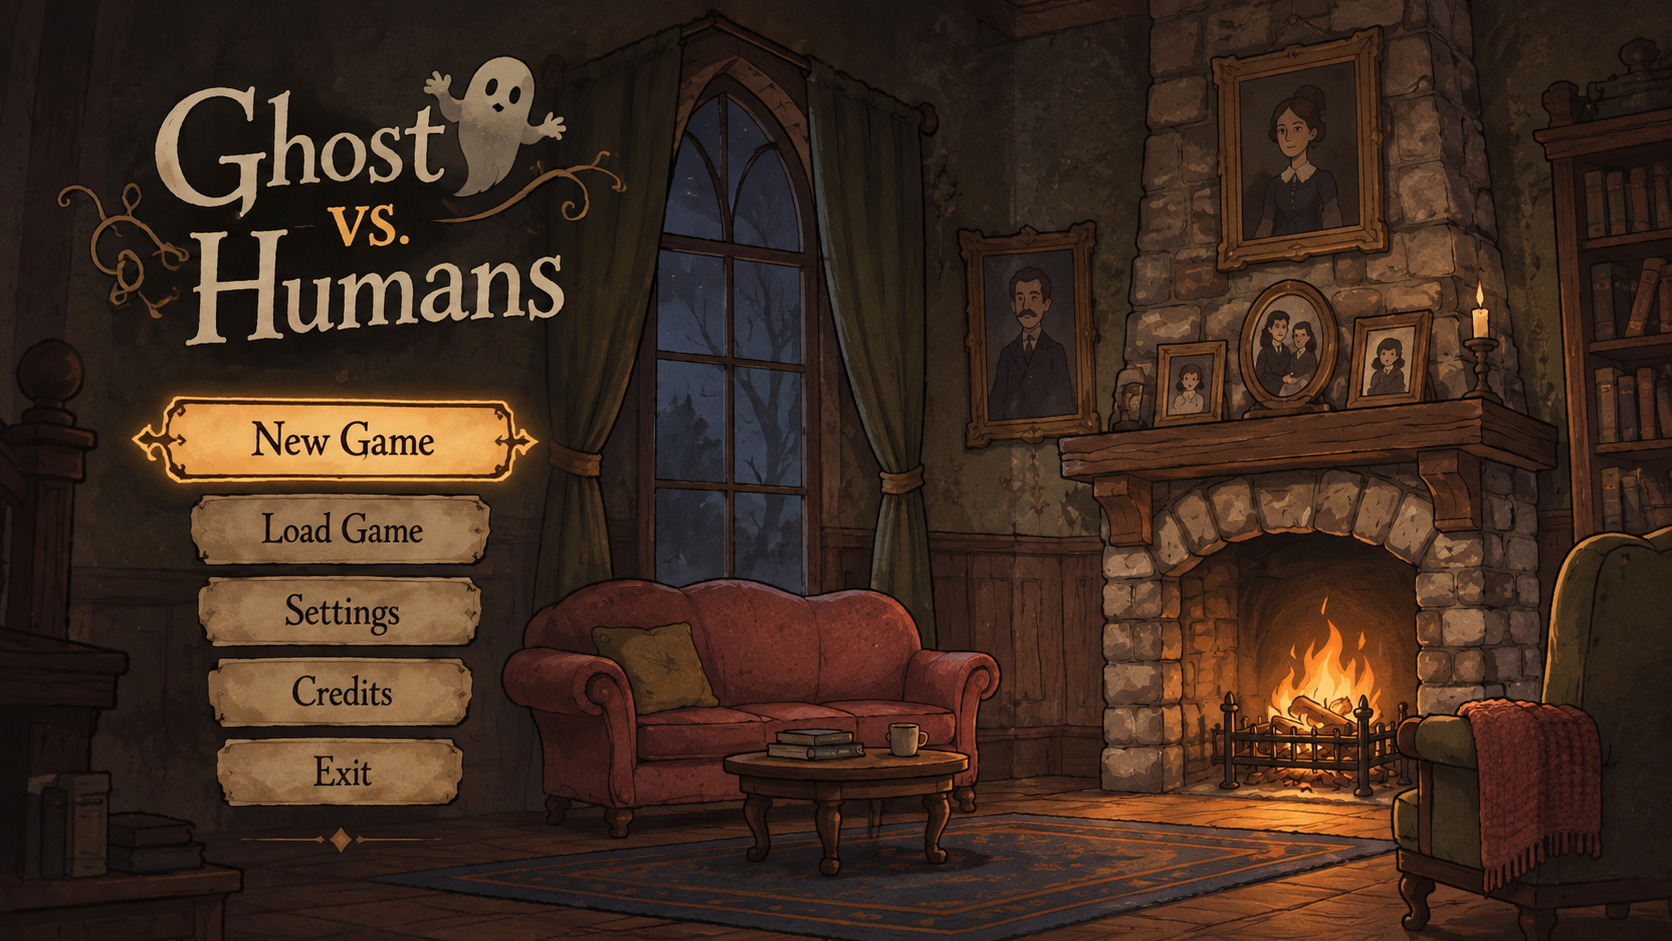 Ghost
vs.
Humans
New Game
Load Game
Settings
Credits
Exit